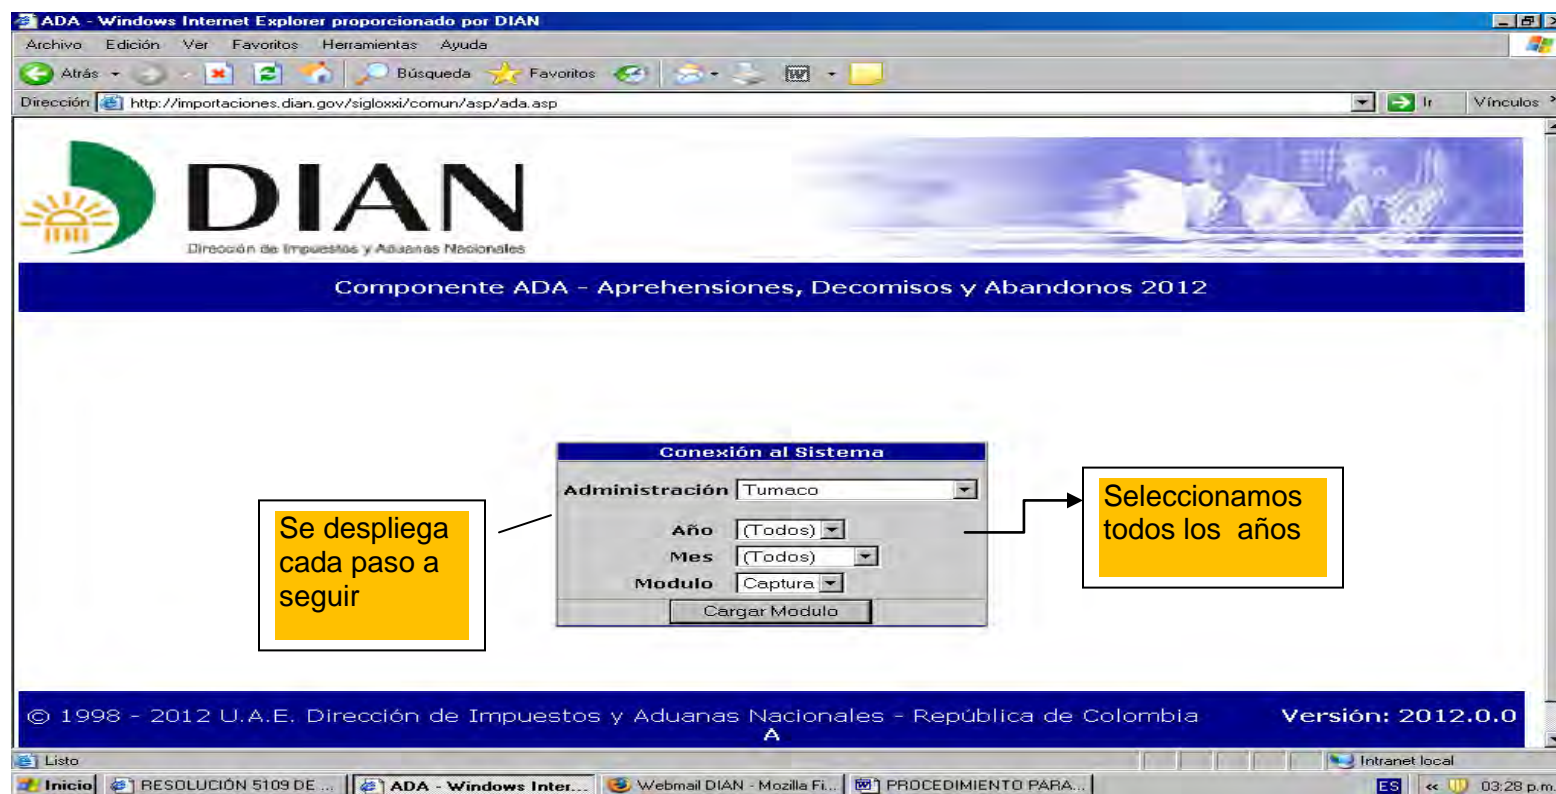 ADA - Windows Internet Explorer proporcionado por DIAN
Archivo Edición Ver Favoritos Herramientas Ayuda
Atrás Búsqueda Favoritos
Dirección http://importaciones.dian.gov/sigloxxi/comun/asp/ada.asp Ir Vínculos
DIAN
Dirección de Impuestos y Aduanas Nacionales
Componente ADA - Aprehensiones, Decomisos y Abandonos 2012
Conexión al Sistema
Administración Tumaco
Año (Todos)
Mes (Todos)
Modulo Captura
Cargar Modulo
Se despliega
cada paso a
seguir
Seleccionamos
todos los años
© 1998 - 2012 U.A.E. Dirección de Impuestos y Aduanas Nacionales - República de Colombia Versión: 2012.0.0
A
Listo Intranet local
Inicio RESOLUCIÓN 5109 DE ... ADA - Windows Inter... Webmail DIAN - Mozilla Fi... PROCEDIMIENTO PARA... ES « 03:28 p.m.